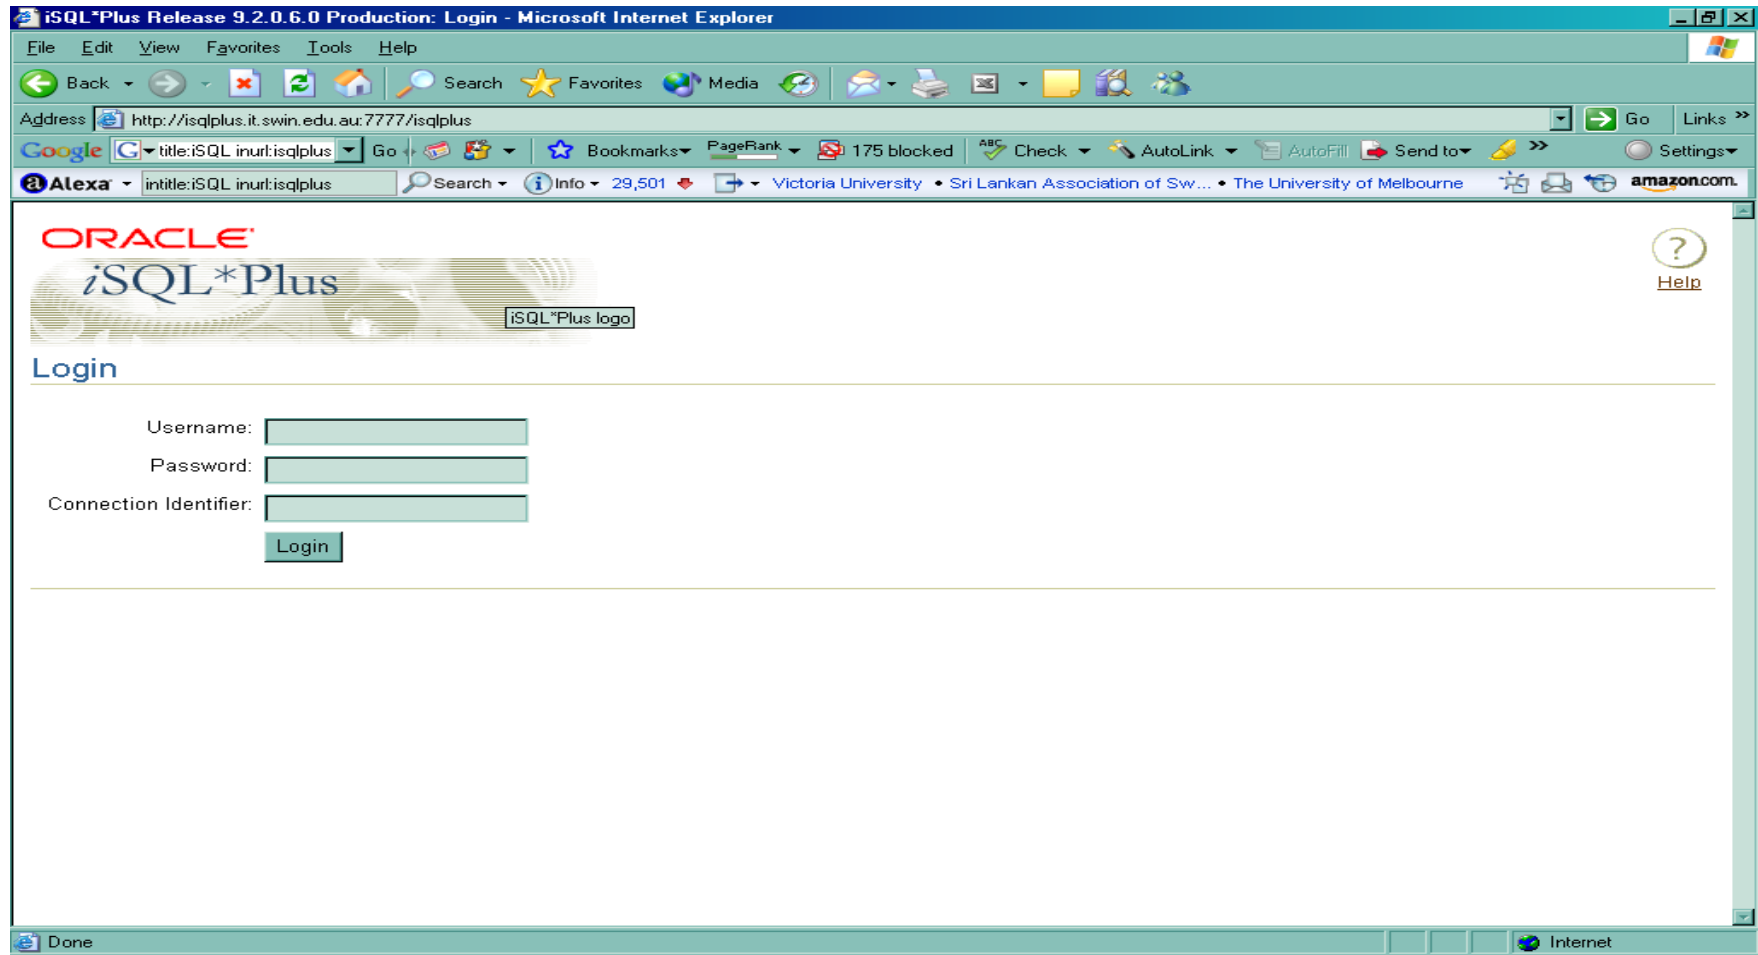 iSQL*Plus Release 9.2.0.6.0 Production: Login - Microsoft Internet Explorer
File Edit View Favorites Tools Help
Back Search Favorites Media
Address http://isqlplus.it.swin.edu.au:7777/isqlplus Go Links »
Google G title:iSQL inurl:isqlplus Go Bookmarks PageRank 175 blocked ABC Check AutoLink AutoFill Send to » Settings
a Alexa intitle:iSQL inurl:isqlplus Search i Info 29,501 Victoria University • Sri Lankan Association of Sw... • The University of Melbourne amazon.com.
ORACLE
?
iSQL*Plus
Help
iSQL*Plus logo
Login
Username:
Password:
Connection Identifier:
Login
Done Internet